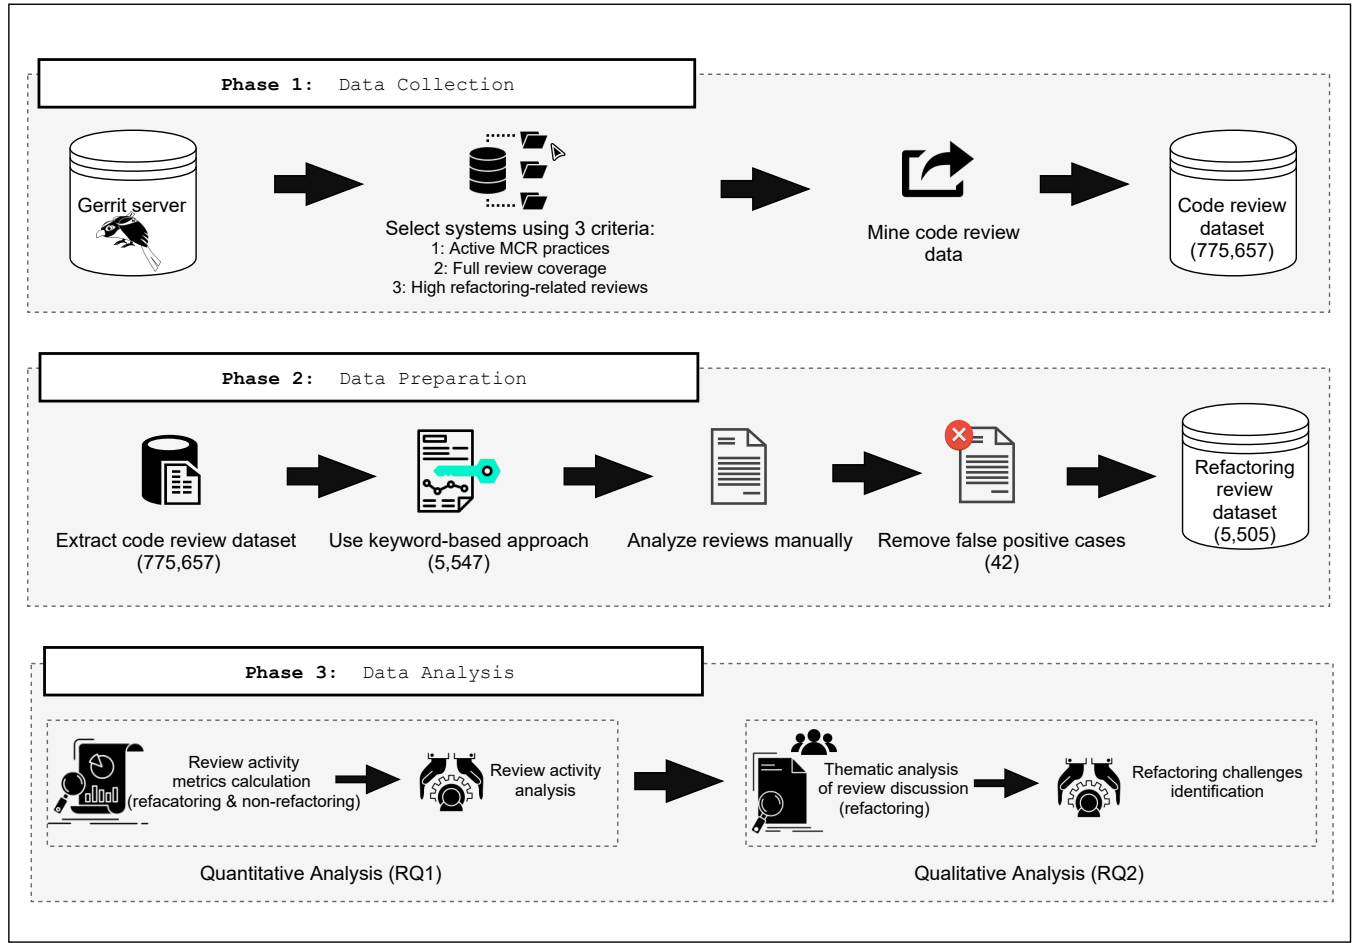 Phase 1: Data Collection
Gerrit server
Select systems using 3 criteria:
1: Active MCR practices
2: Full review coverage
3: High refactoring-related reviews
Mine code review
data
Code review
dataset
(775,657)
Phase 2: Data Preparation
Extract code review dataset
(775,657)
Use keyword-based approach
(5,547)
Analyze reviews manually
Remove false positive cases
(42)
Refactoring
review
dataset
(5,505)
Phase 3: Data Analysis
Review activity
metrics calculation
(refacatoring & non-refactoring)
Review activity
analysis
Quantitative Analysis (RQ1)
Thematic analysis
of review discussion
(refactoring)
Refactoring challenges
identification
Qualitative Analysis (RQ2)